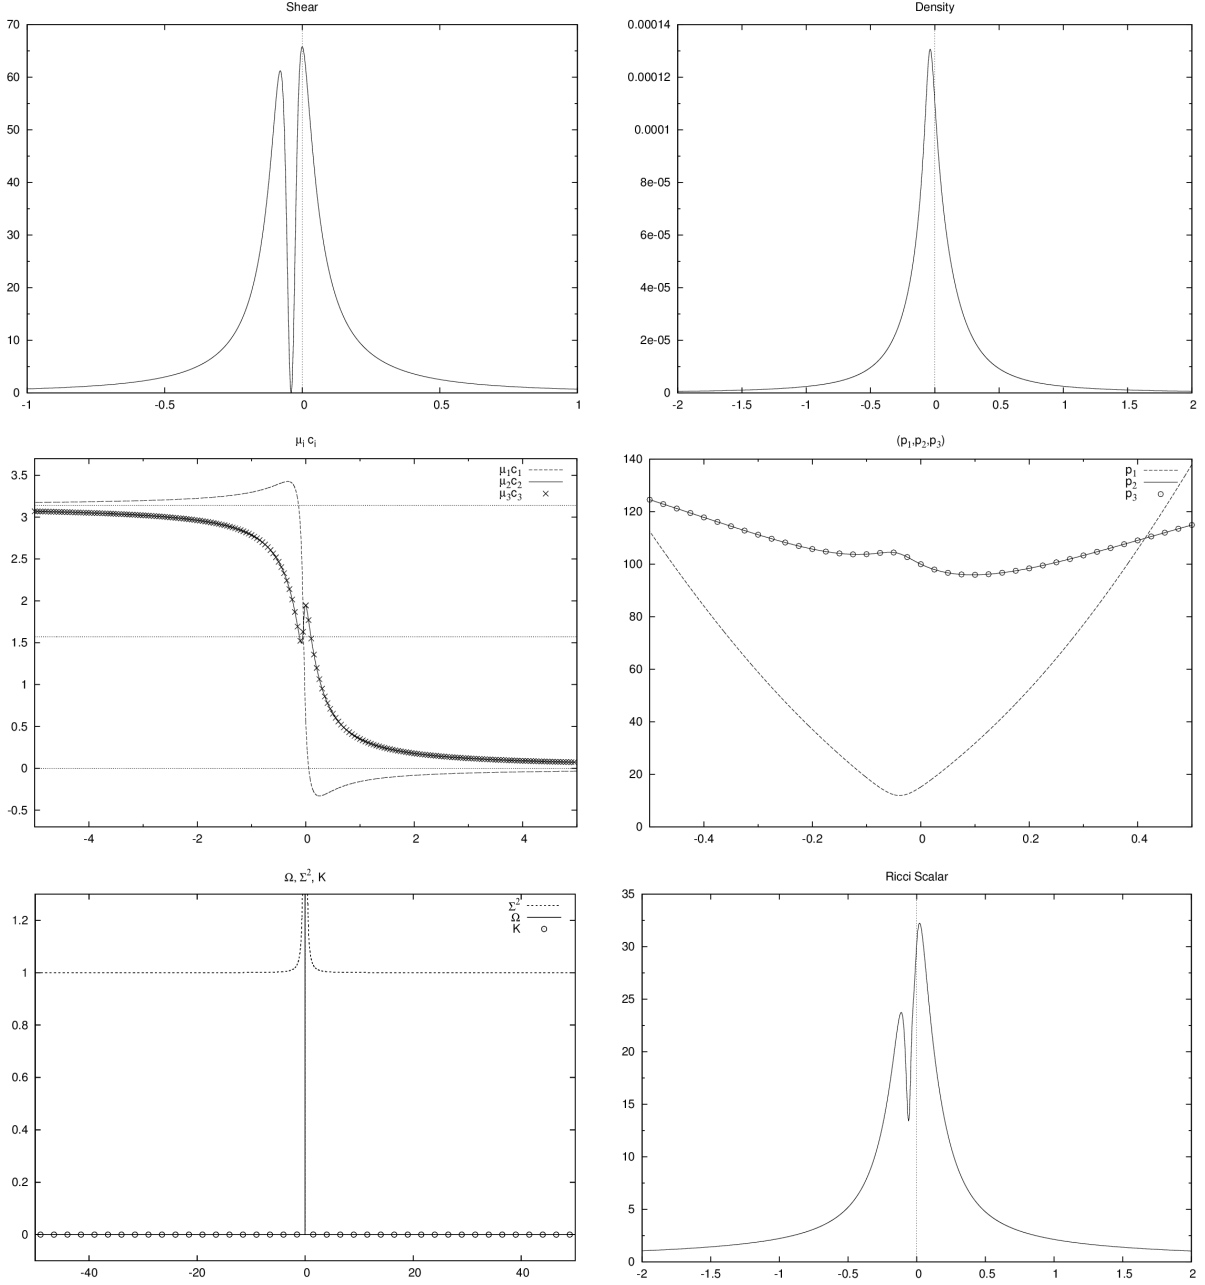 Shear
70
60
50
40
30
20
10
0
-1 -0.5 0 0.5 1
Density
0.00014
0.00012
0.0001
8e-05
6e-05
4e-05
2e-05
0
-2 -1.5 -1 -0.5 0 0.5 1 1.5 2
μi ci
μ1c1
μ2c2
μ3c3
3.5
3
2.5
2
1.5
1
0.5
0
-0.5
-4 -2 0 2 4
(p1,p2,p3)
p1
p2
p3
140
120
100
80
60
40
20
0
-0.4 -0.2 0 0.2 0.4
Ω, Σ², K
Σ²
Ω
K
1.2
1
0.8
0.6
0.4
0.2
0
-40 -20 0 20 40
Ricci Scalar
35
30
25
20
15
10
5
0
-2 -1.5 -1 -0.5 0 0.5 1 1.5 2